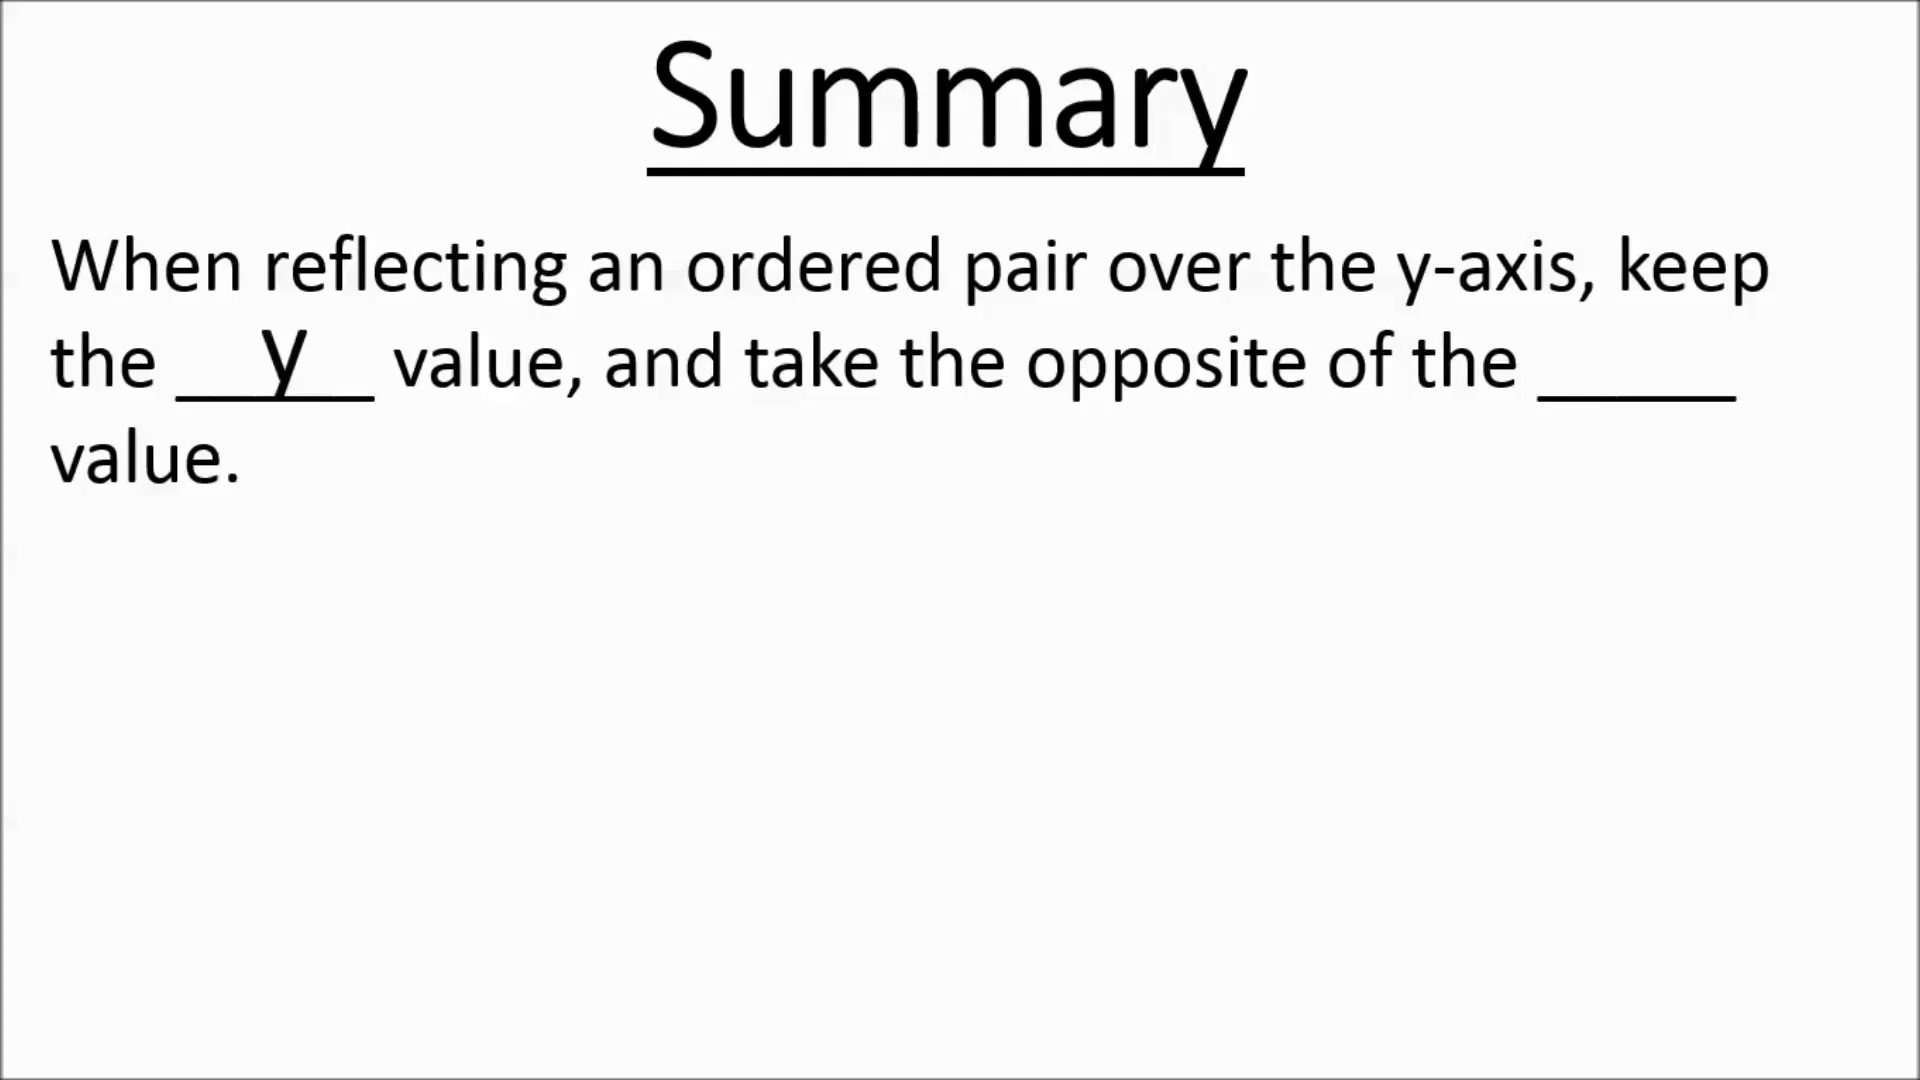 Summary
When reflecting an ordered pair over the y-axis, keep
the __y__ value, and take the opposite of the _____
value.